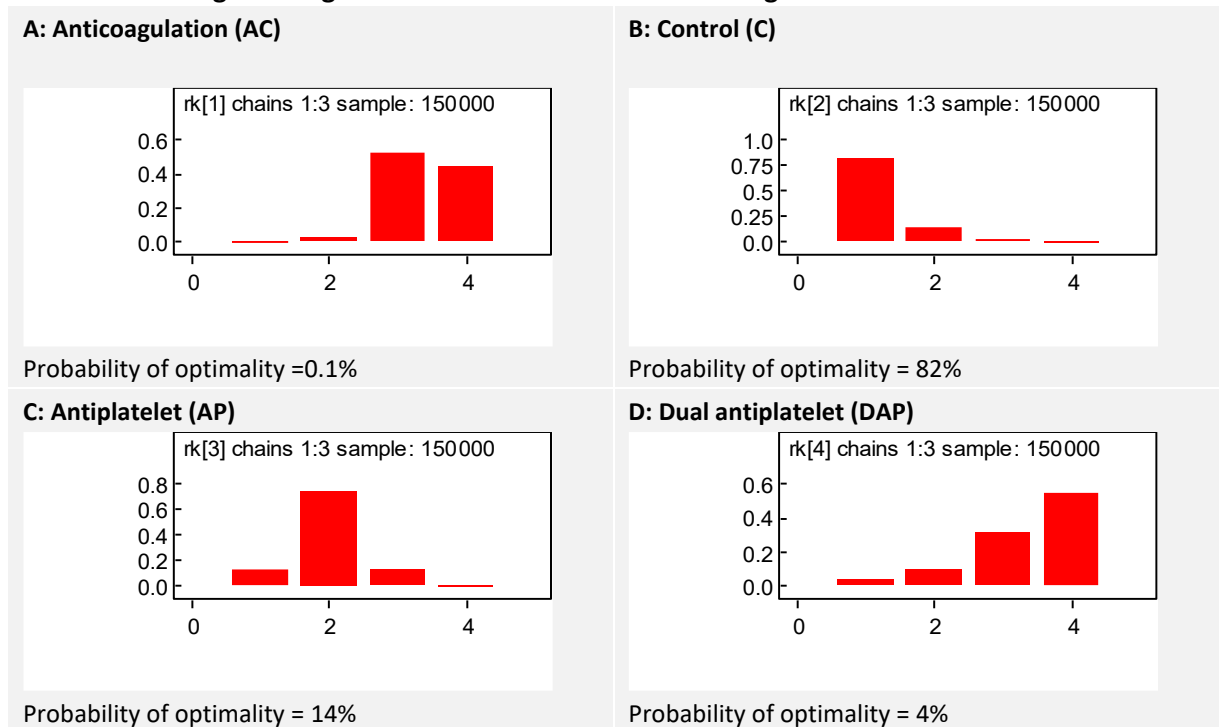 A: Anticoagulation (AC)
rk[1] chains 1:3 sample: 150000
0.6
0.4
0.2
0.0
0 2 4
Probability of optimality =0.1%
B: Control (C)
rk[2] chains 1:3 sample: 150000
1.0
0.75
0.5
0.25
0.0
0 2 4
Probability of optimality = 82%
C: Antiplatelet (AP)
rk[3] chains 1:3 sample: 150000
0.8
0.6
0.4
0.2
0.0
0 2 4
Probability of optimality = 14%
D: Dual antiplatelet (DAP)
rk[4] chains 1:3 sample: 150000
0.6
0.4
0.2
0.0
0 2 4
Probability of optimality = 4%